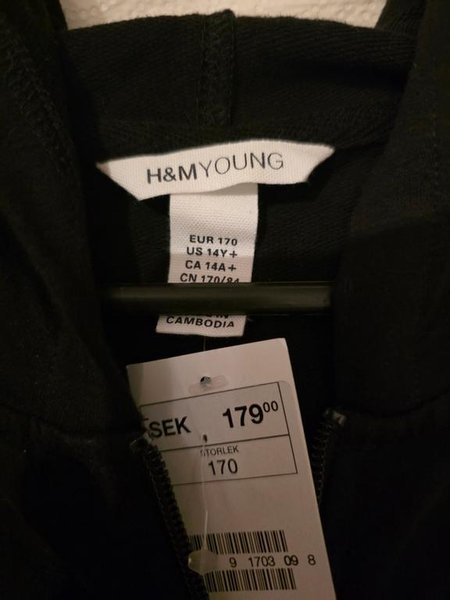 H&MYOUNG
EUR 170
US 14Y+
CA 14A+
CN 170/84
CAMBODIA
SEK 179 00
STORLEK
170
9 1703 09 8